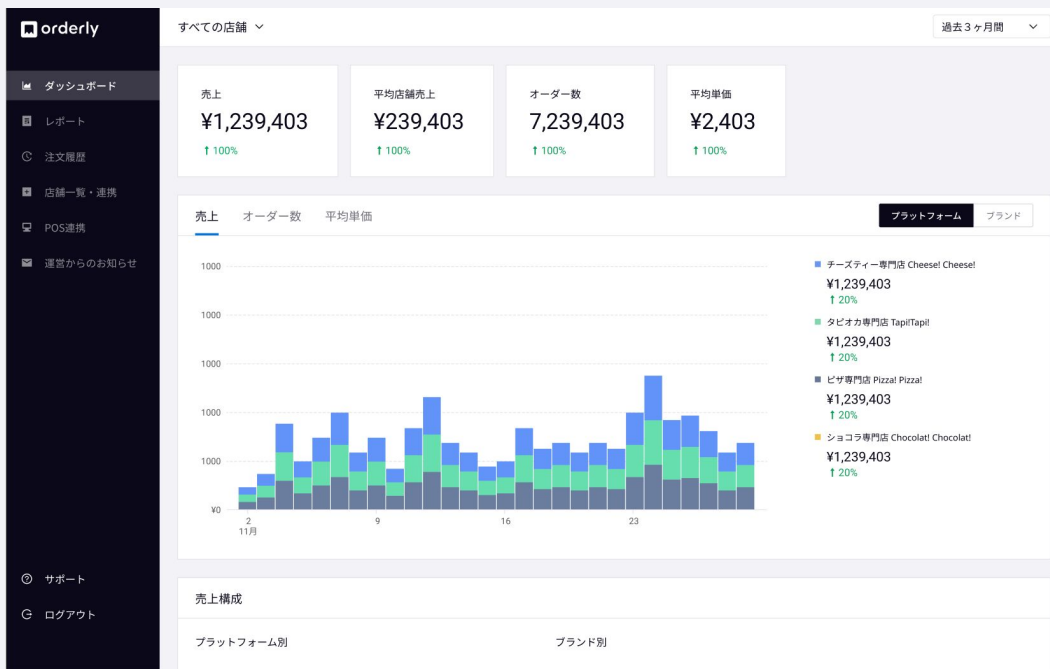 orderly
すべての店舗
過去３ヶ月間
ダッシュボード
レポート
注文履歴
店舗一覧・連携
POS連携
運営からのお知らせ
サポート
ログアウト
売上
¥1,239,403
100%
平均店舗売上
¥239,403
100%
オーダー数
7,239,403
100%
平均単価
¥2,403
100%
売上 オーダー数 平均単価
プラットフォーム ブランド
1000
1000
1000
1000
1000
¥0
2 9 16 23
11月
チーズティー専門店 Cheese! Cheese!
¥1,239,403
20%
タピオカ専門店 Tapi!Tapi!
¥1,239,403
20%
ピザ専門店 Pizza! Pizza!
¥1,239,403
20%
ショコラ専門店 Chocolat! Chocolat!
¥1,239,403
20%
売上構成
プラットフォーム別
ブランド別